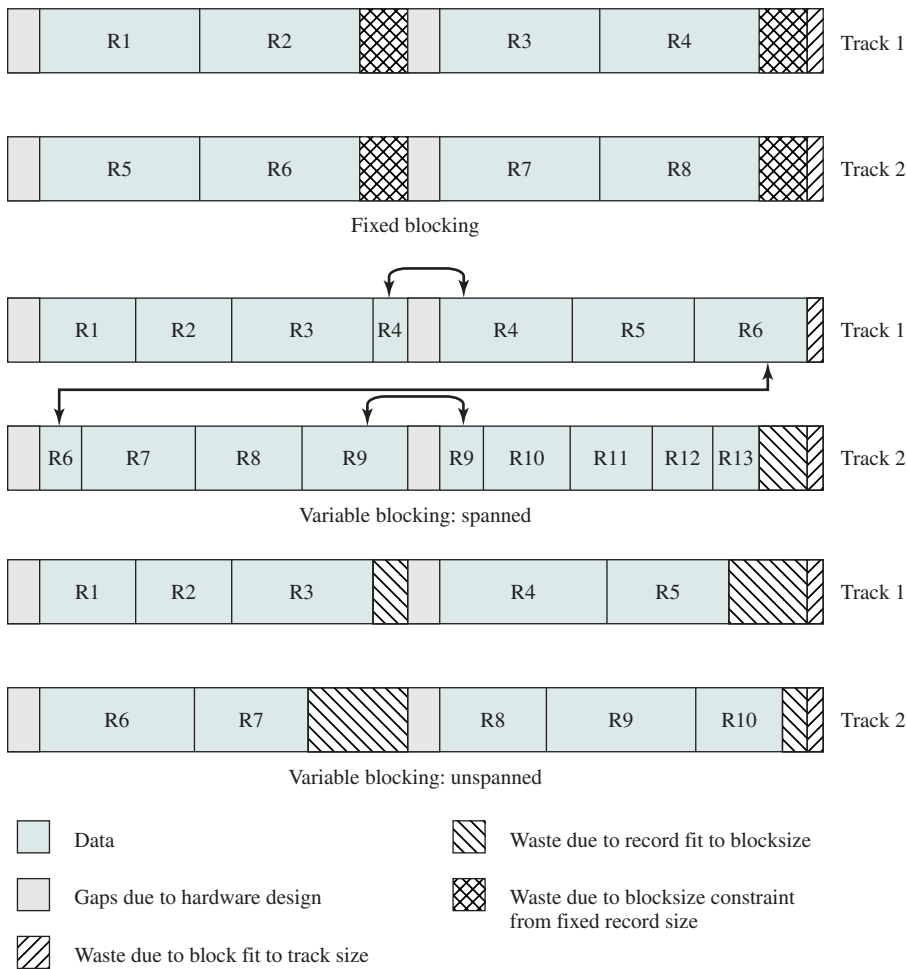 R1 R2 R3 R4 Track 1
R5 R6 R7 R8 Track 2
Fixed blocking
R1 R2 R3 R4 R4 R5 R6 Track 1
R6 R7 R8 R9 R9 R10 R11 R12 R13 Track 2
Variable blocking: spanned
R1 R2 R3 R4 R5 Track 1
R6 R7 R8 R9 R10 Track 2
Variable blocking: unspanned
Data
Gaps due to hardware design
Waste due to block fit to track size
Waste due to record fit to blocksize
Waste due to blocksize constraint
from fixed record size